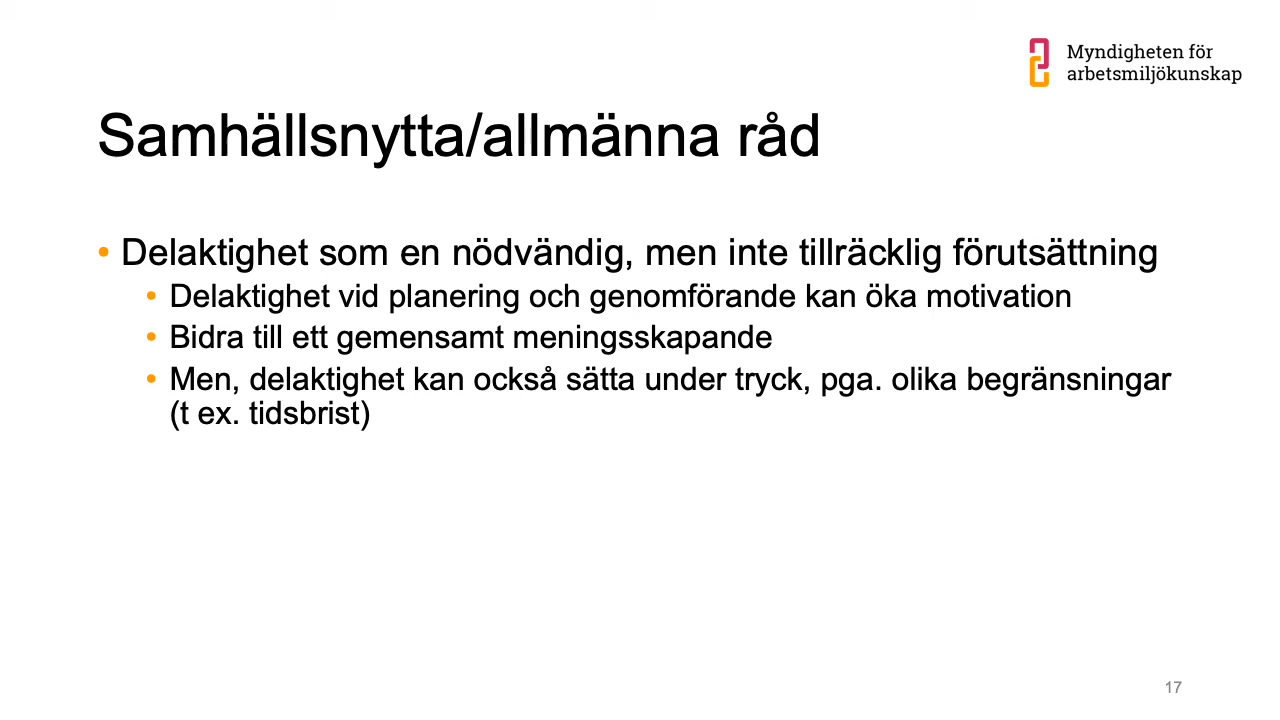 Myndigheten för
arbetsmiljökunskap
Samhällsnytta/allmänna råd
• Delaktighet som en nödvändig, men inte tillräcklig förutsättning
• Delaktighet vid planering och genomförande kan öka motivation
• Bidra till ett gemensamt meningsskapande
• Men, delaktighet kan också sätta under tryck, pga. olika begränsningar
(t ex. tidsbrist)
17